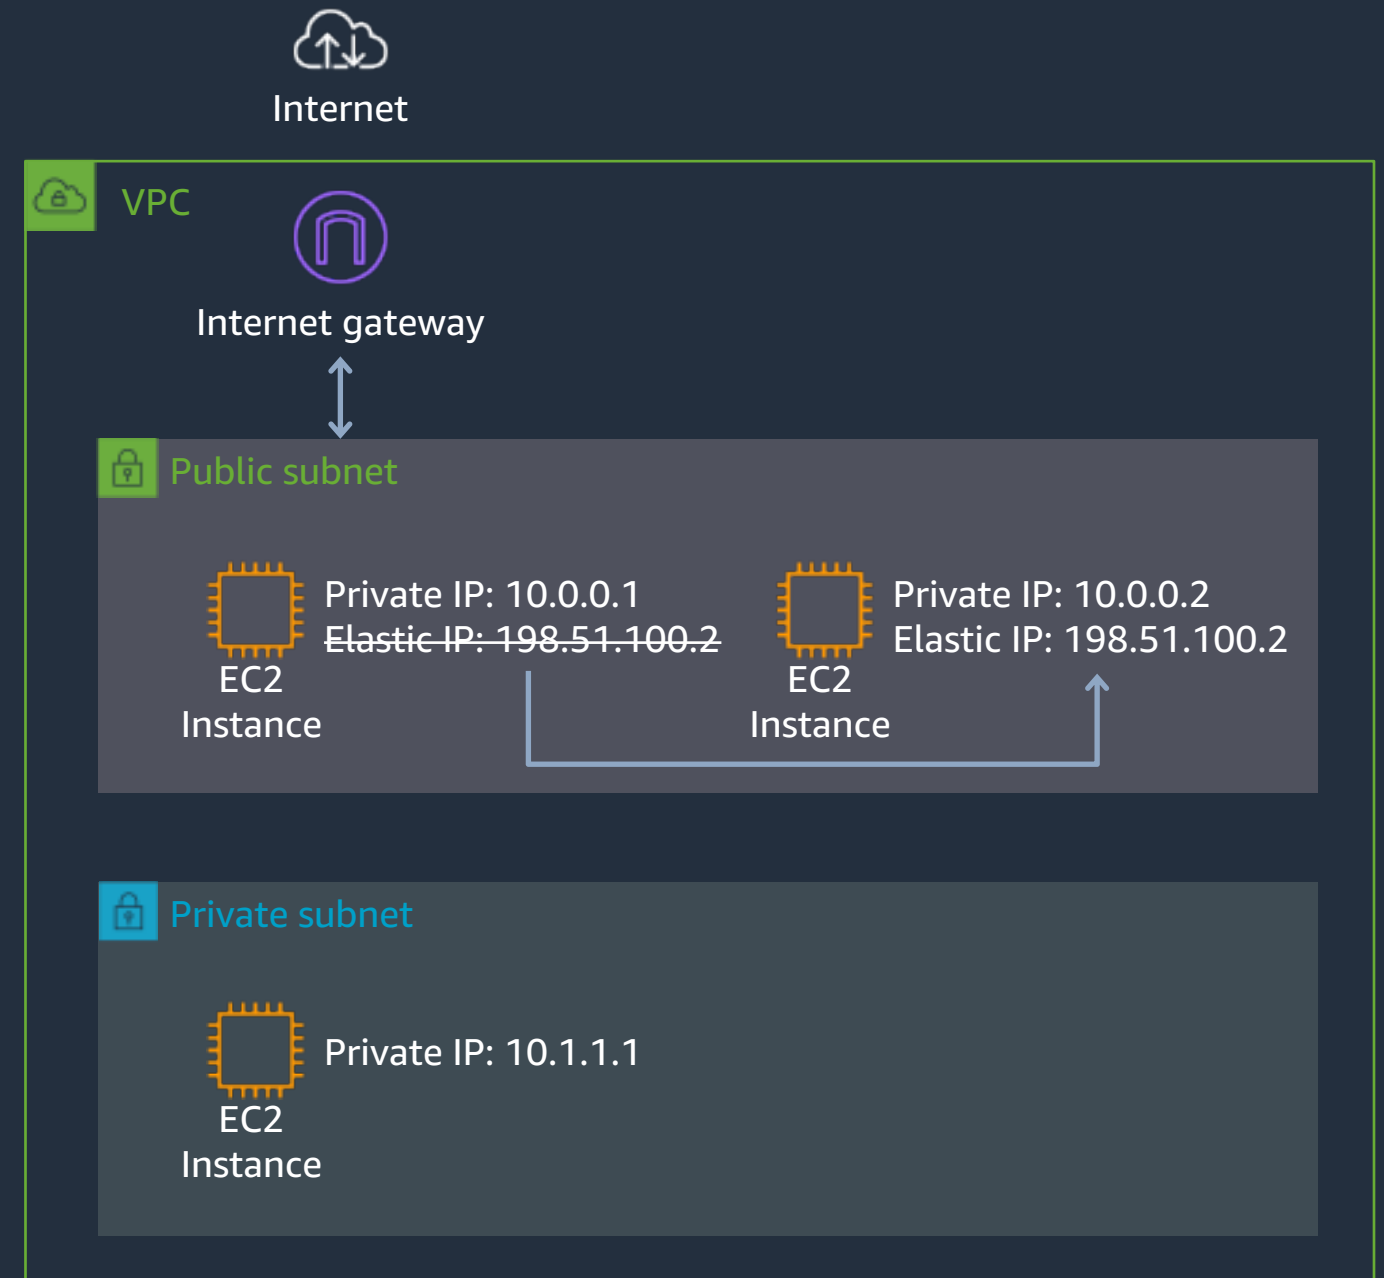 Internet
VPC
Internet gateway
Public subnet
Private IP: 10.0.0.1
Elastic IP: 198.51.100.2
EC2
Instance
Private IP: 10.0.0.2
Elastic IP: 198.51.100.2
EC2
Instance
Private subnet
Private IP: 10.1.1.1
EC2
Instance